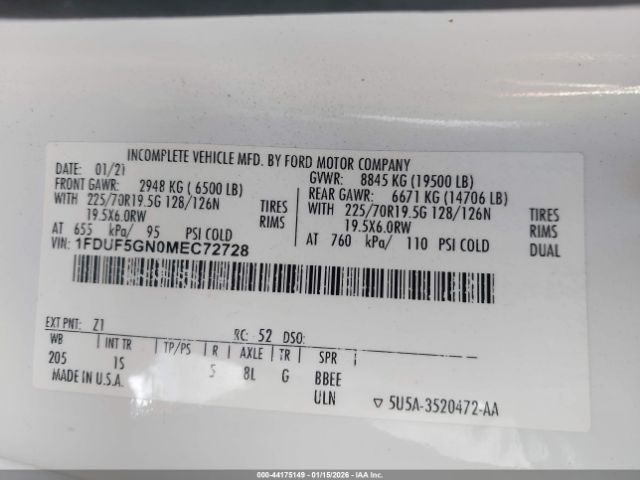 INCOMPLETE VEHICLE MFD. BY FORD MOTOR COMPANY
DATE: 01/21 GVWR: 8845 KG (19500 LB)
FRONT GAWR: 2948 KG ( 6500 LB) REAR GAWR: 6671 KG (14706 LB)
WITH 225/70R19.5G 128/126N TIRES WITH 225/70R19.5G 128/126N TIRES
19.5X6.0RW RIMS 19.5X6.0RW RIMS
AT 655 kPa/ 95 PSI COLD AT 760 kPa/ 110 PSI COLD DUAL
VIN: 1FDUF5GN0MEC72728
EXT PNT: Z1 RC: 52 DSO:
WB INT TR TP/PS R AXLE TR SPR
205 1S 5 8L G BBEE
MADE IN U.S.A. ULN ▽ 5U5A-3520472-AA
000-44175149 - 01/15/2026 - IAAI.COM